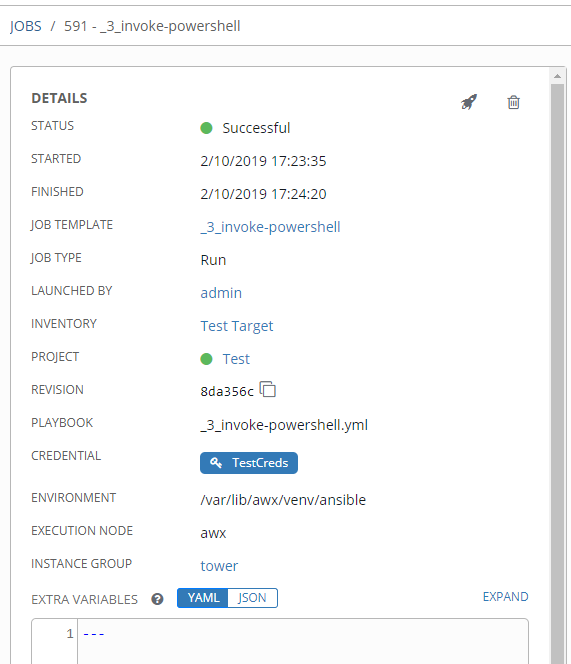 JOBS / 591 - _3_invoke-powershell
DETAILS
STATUS Successful
STARTED 2/10/2019 17:23:35
FINISHED 2/10/2019 17:24:20
JOB TEMPLATE _3_invoke-powershell
JOB TYPE Run
LAUNCHED BY admin
INVENTORY Test Target
PROJECT Test
REVISION 8da356c
PLAYBOOK _3_invoke-powershell.yml
CREDENTIAL TestCreds
ENVIRONMENT /var/lib/awx/venv/ansible
EXECUTION NODE awx
INSTANCE GROUP tower
EXTRA VARIABLES ? YAML JSON EXPAND
1 ---